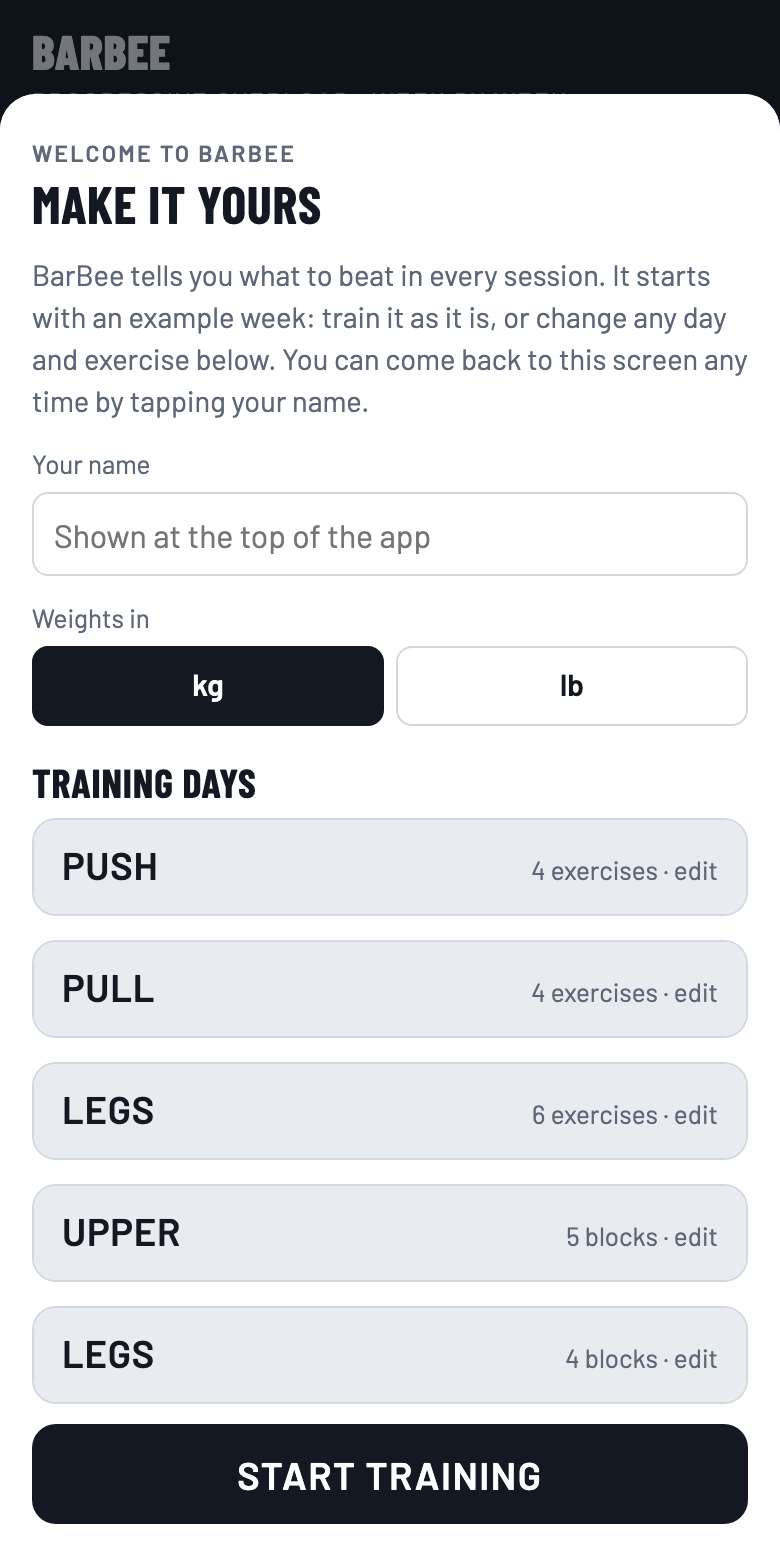 BARBEE
WELCOME TO BARBEE
MAKE IT YOURS
BarBee tells you what to beat in every session. It starts
with an example week: train it as it is, or change any day
and exercise below. You can come back to this screen any
time by tapping your name.
Your name
Shown at the top of the app
Weights in
kg
lb
TRAINING DAYS
PUSH
4 exercises · edit
PULL
4 exercises · edit
LEGS
6 exercises · edit
UPPER
5 blocks · edit
LEGS
4 blocks · edit
START TRAINING